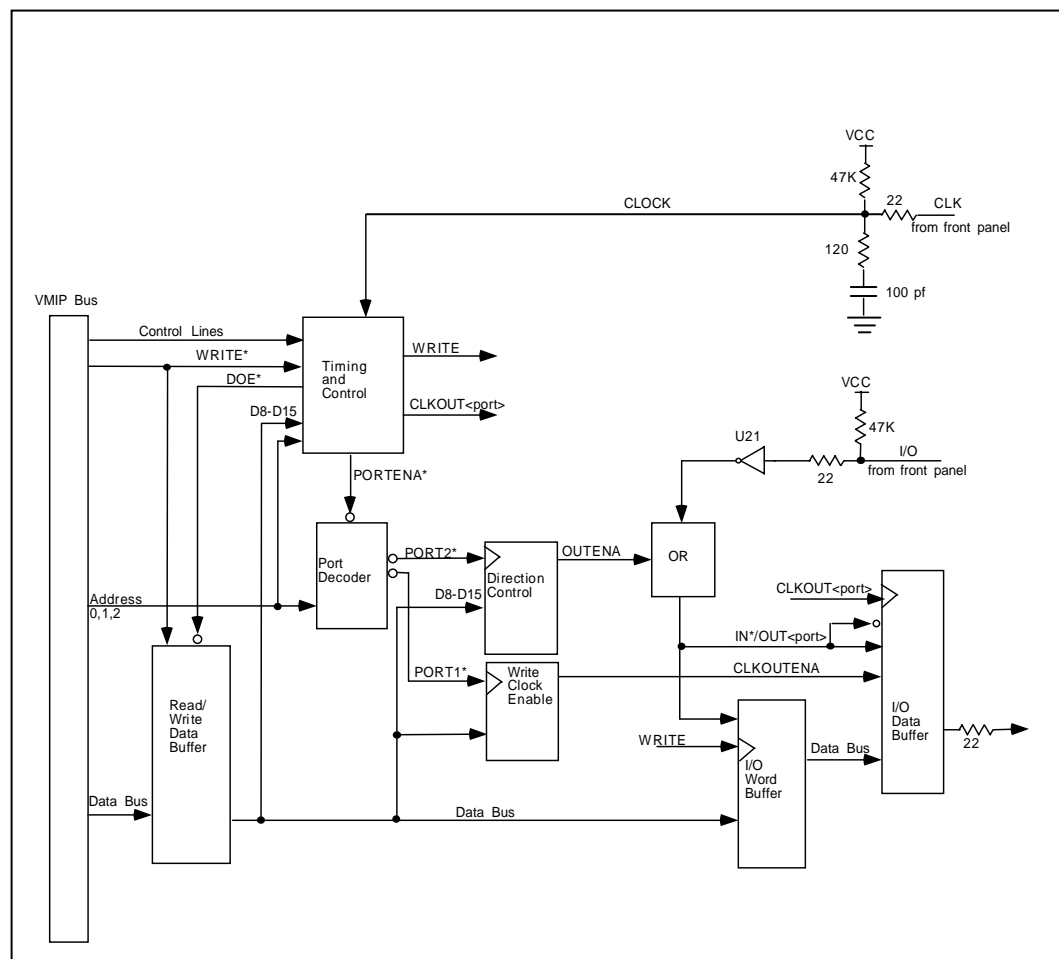 VCC
47K
22
CLK
CLOCK
from front panel
120
100 pf
VMIP Bus
Control Lines
WRITE*
DOE*
D8-D15
Timing
and
Control
WRITE
CLKOUT<port>
VCC
47K
U21
I/O
22
from front panel
PORTENA*
Port
Decoder
PORT2*
Direction
Control
OUTENA
OR
D8-D15
Address
0,1,2
CLKOUT<port>
IN*/OUT<port>
PORT1*
Write
Clock
Enable
CLKOUTENA
Read/
Write
Data
Buffer
I/O
Data
Buffer
22
WRITE
I/O
Word
Buffer
Data Bus
Data Bus
Data Bus